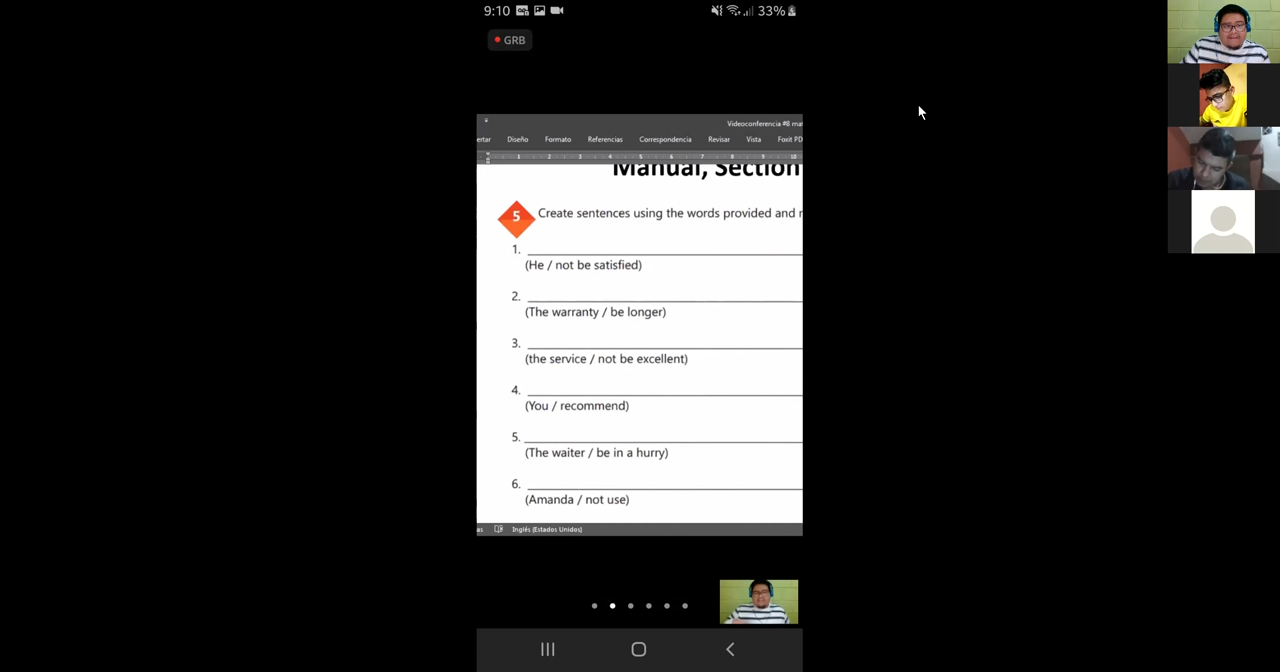 9:10 33%
GRB
Videoconferencia #8
Diseño Formato Referencias Correspondencia Revisar Vista Foxit
Manual, Section
5 Create sentences using the words provided and
1.
(He / not be satisfied)
2.
(The warranty / be longer)
3.
(the service / not be excellent)
4.
(You / recommend)
5.
(The waiter / be in a hurry)
6.
(Amanda / not use)
Inglés (Estados Unidos)